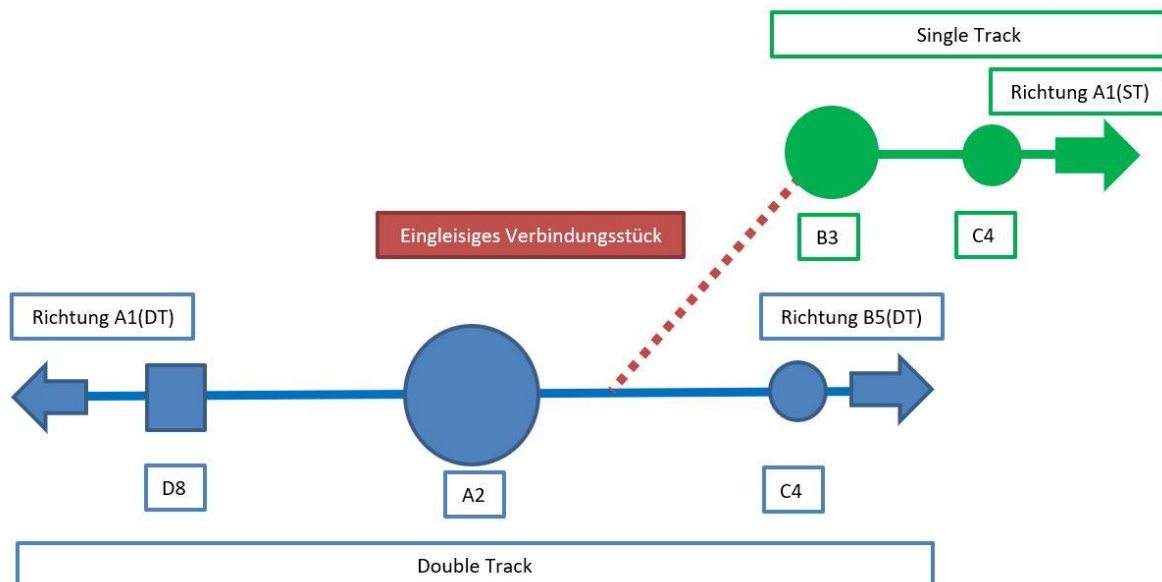 Single Track
Richtung A1(ST)
Eingleisiges Verbindungsstück
B3
C4
Richtung A1(DT)
Richtung B5(DT)
D8
A2
C4
Double Track